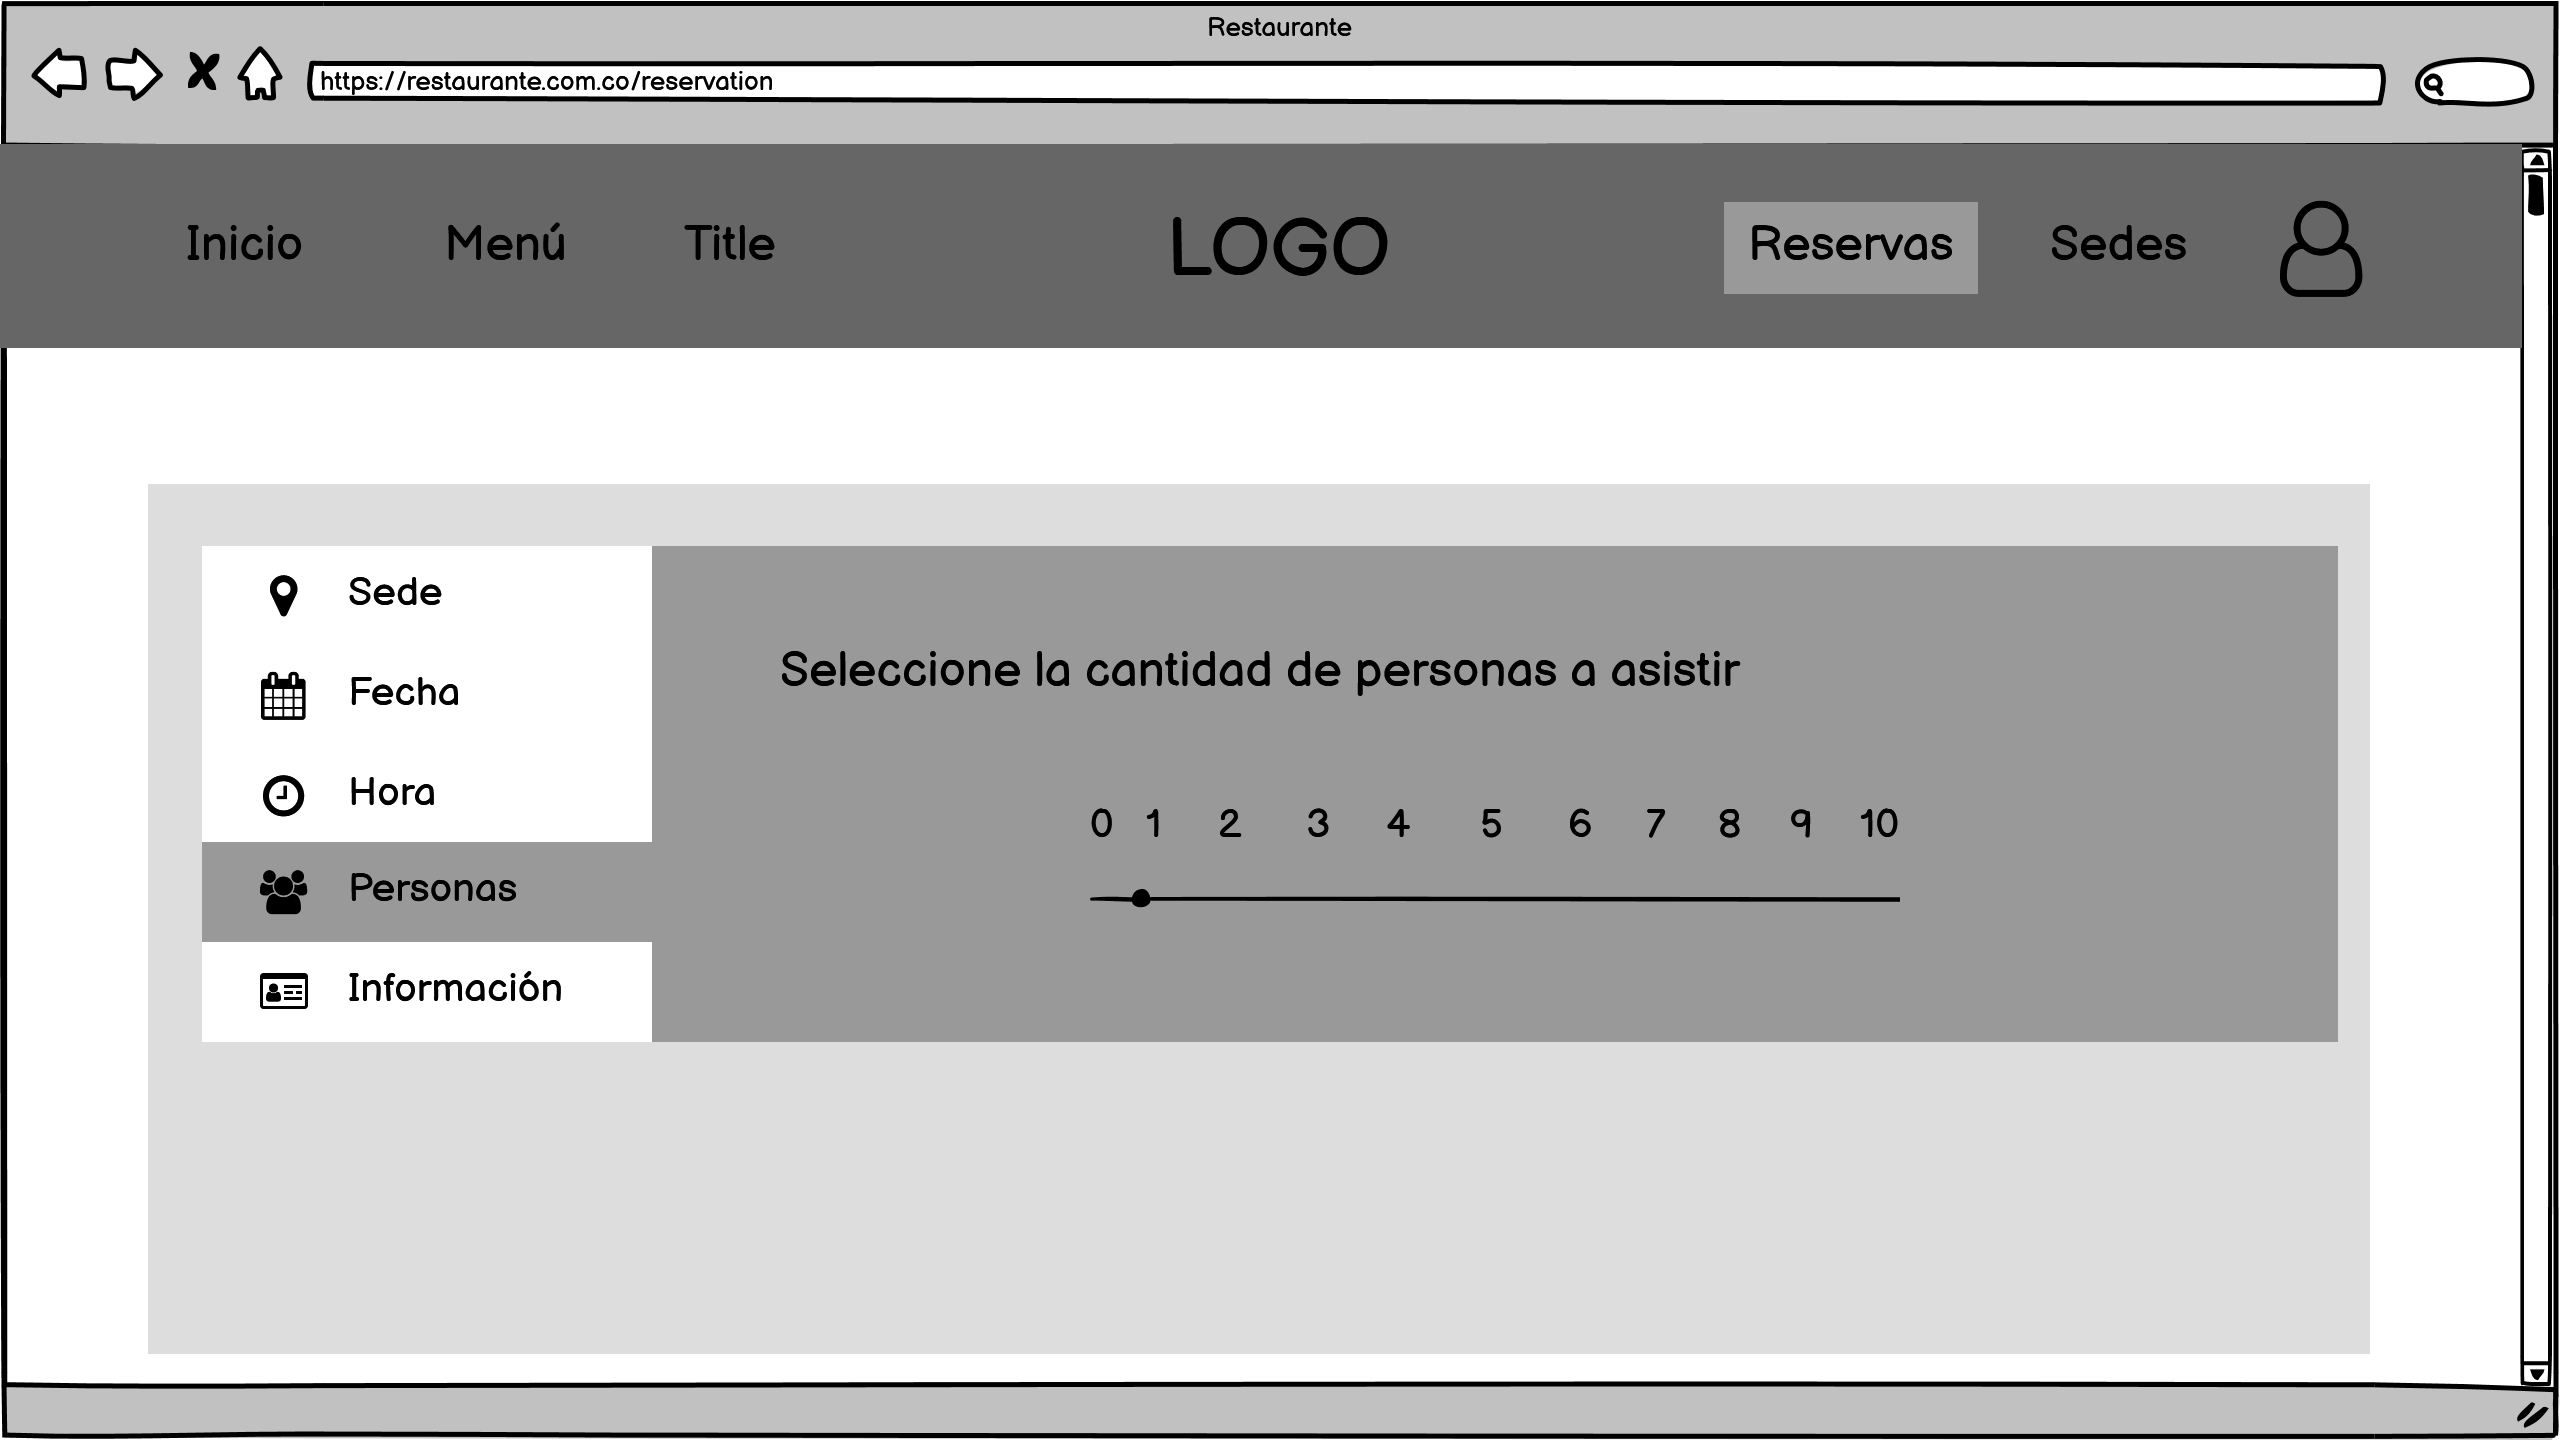 Restaurante
https://restaurante.com.co/reservation
Inicio Menú Title LOGO Reservas Sedes
Sede
Fecha
Hora
Personas
Información
Seleccione la cantidad de personas a asistir
0 1 2 3 4 5 6 7 8 9 10